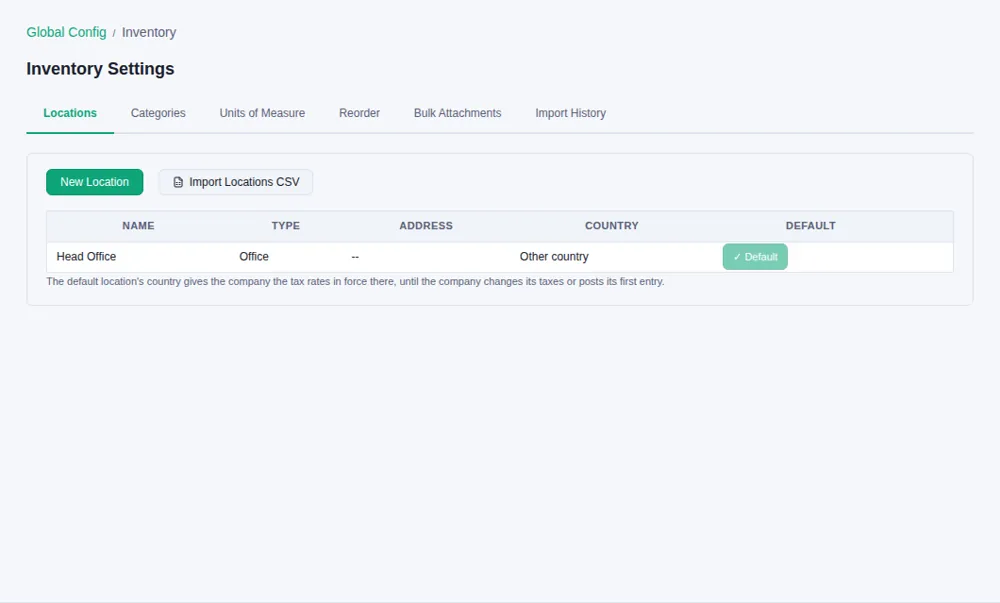 Global Config / Inventory
Inventory Settings
Locations Categories Units of Measure Reorder Bulk Attachments Import History
New Location Import Locations CSV
NAME TYPE ADDRESS COUNTRY DEFAULT
Head Office Office -- Other country ✓ Default
The default location's country gives the company the tax rates in force there, until the company changes its taxes or posts its first entry.